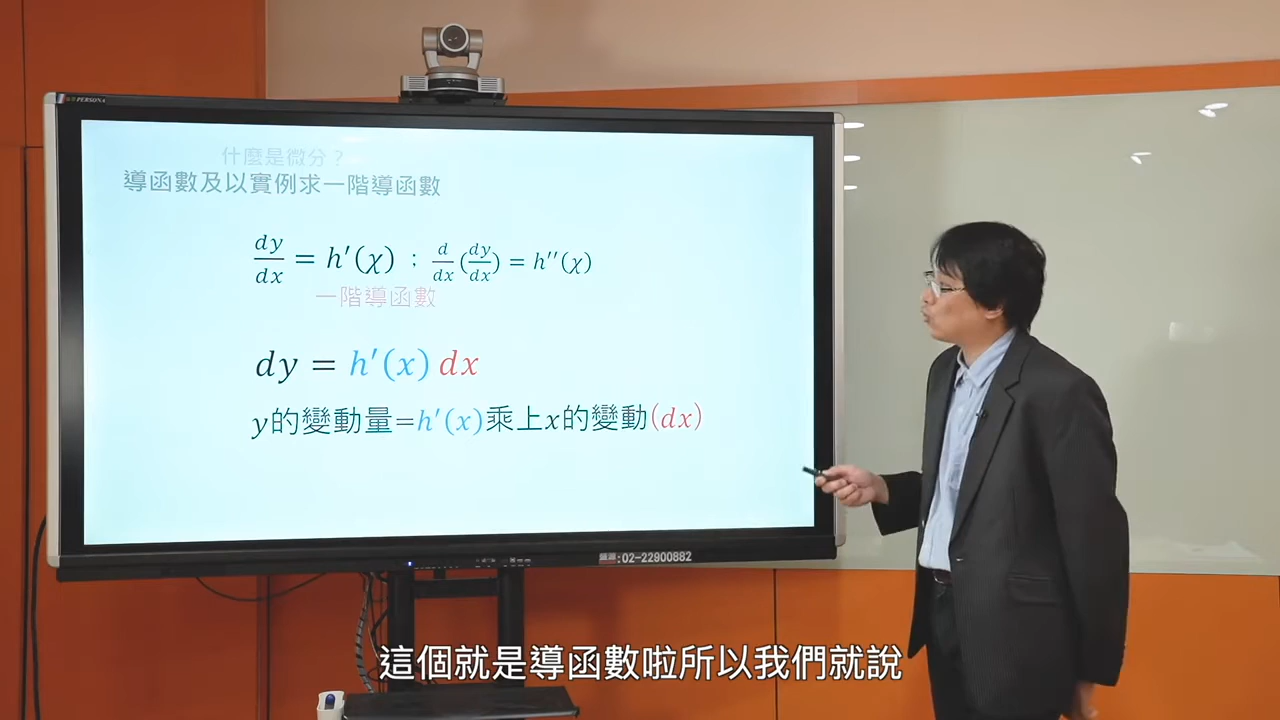 PERSONA
什麼是微分？
導函數及以實例求一階導函數
dy/dx = h′(χ) ; d/dx (dy/dx) = h′′(χ)
一階導函數
dy = h′(x) dx
y的變動量=h′(x)乘上x的變動(dx)
:02-22900882
這個就是導函數啦所以我們就說